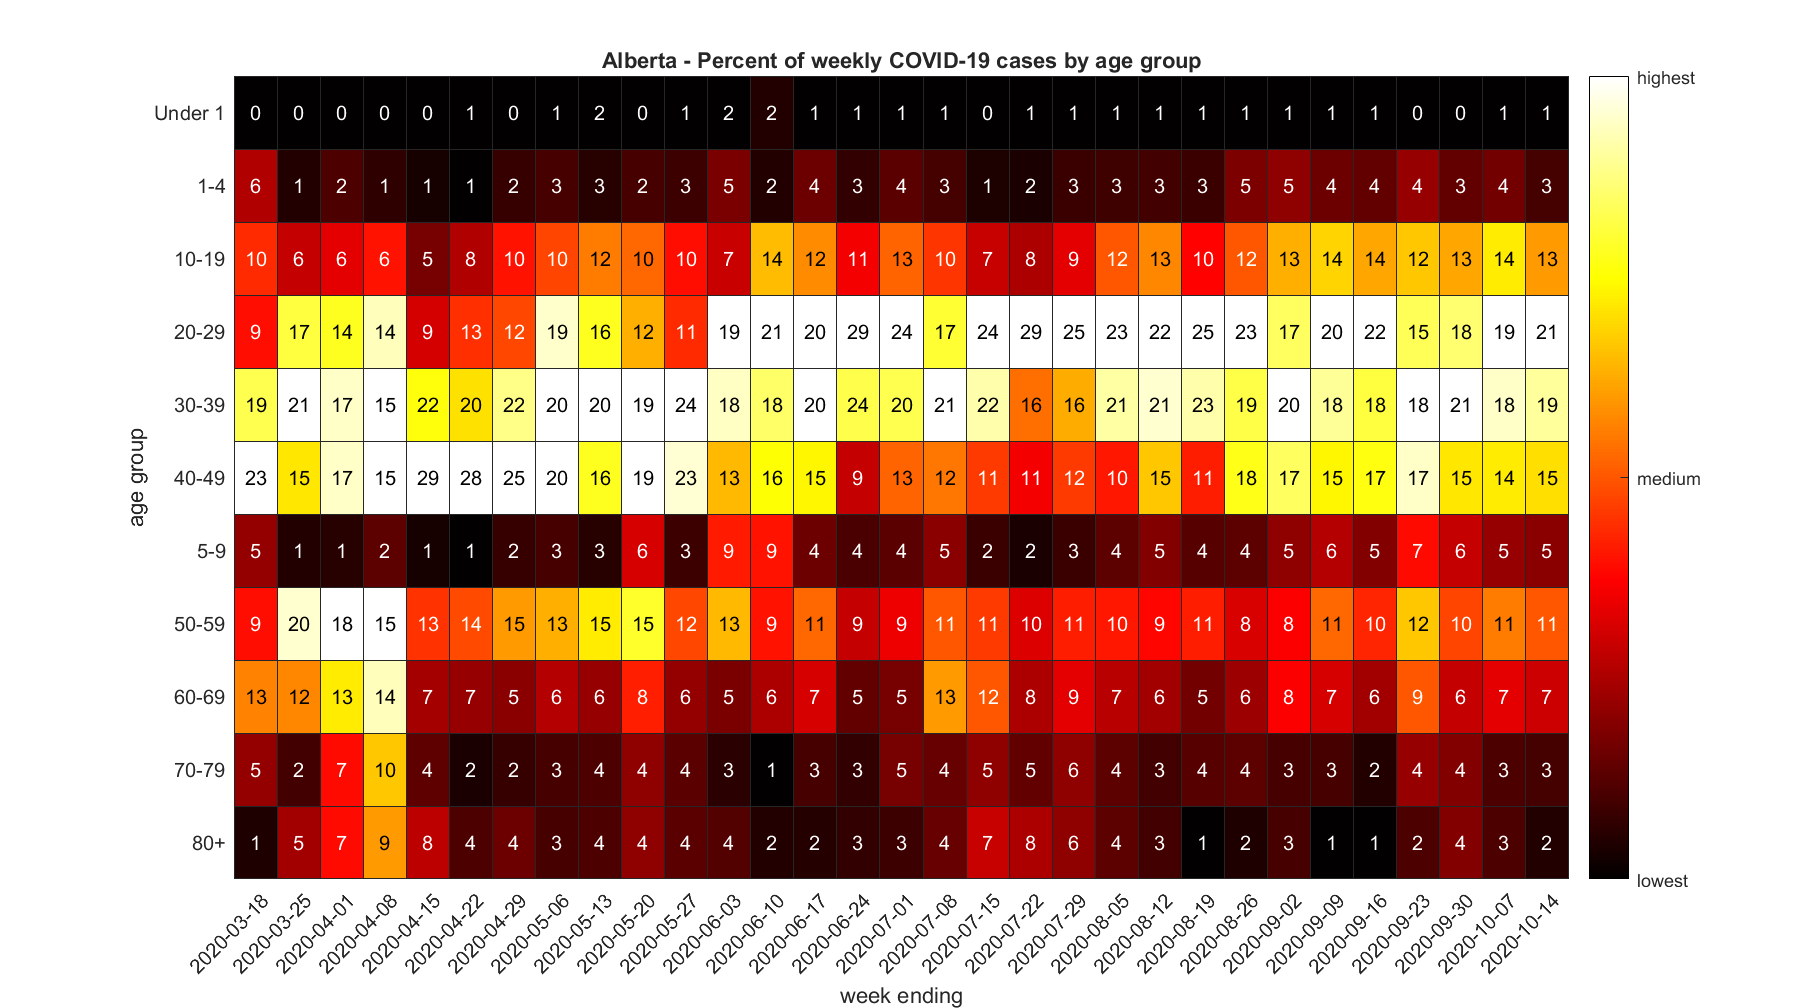 Alberta - Percent of weekly COVID-19 cases by age group
highest
Under 1 0 0 0 0 0 1 0 1 2 0 1 2 2 1 1 1 1 0 1 1 1 1 1 1 1 1 1 0 0 1 1
1-4 6 1 2 1 1 1 2 3 3 2 3 5 2 4 3 4 3 1 2 3 3 3 3 5 5 4 4 4 3 4 3
10-19 10 6 6 6 5 8 10 10 12 10 10 7 14 12 11 13 10 7 8 9 12 13 10 12 13 14 14 12 13 14 13
20-29 9 17 14 14 9 13 12 19 16 12 11 19 21 20 29 24 17 24 29 25 23 22 25 23 17 20 22 15 18 19 21
30-39 19 21 17 15 22 20 22 20 20 19 24 18 18 20 24 20 21 22 16 16 21 21 23 19 20 18 18 18 21 18 19
40-49 23 15 17 15 29 28 25 20 16 19 23 13 16 15 9 13 12 11 11 12 10 15 11 18 17 15 17 17 15 14 15
medium
age group
5-9 5 1 1 2 1 1 2 3 3 6 3 9 9 4 4 4 5 2 2 3 4 5 4 4 5 6 5 7 6 5 5
50-59 9 20 18 15 13 14 15 13 15 15 12 13 9 11 9 9 11 11 10 11 10 9 11 8 8 11 10 12 10 11 11
60-69 13 12 13 14 7 7 5 6 6 8 6 5 6 7 5 5 13 12 8 9 7 6 5 6 8 7 6 9 6 7 7
70-79 5 2 7 10 4 2 2 3 4 4 4 3 1 3 3 5 4 5 5 6 4 3 4 4 3 3 2 4 4 3 3
80+ 1 5 7 9 8 4 4 3 4 4 4 4 2 2 3 3 4 7 8 6 4 3 1 2 3 1 1 2 4 3 2
lowest
2020-03-18 2020-03-25 2020-04-01 2020-04-08 2020-04-15 2020-04-22 2020-04-29 2020-05-06 2020-05-13 2020-05-20 2020-05-27 2020-06-03 2020-06-10 2020-06-17 2020-06-24 2020-07-01 2020-07-08 2020-07-15 2020-07-22 2020-07-29 2020-08-05 2020-08-12 2020-08-19 2020-08-26 2020-09-02 2020-09-09 2020-09-16 2020-09-23 2020-09-30 2020-10-07 2020-10-14
week ending